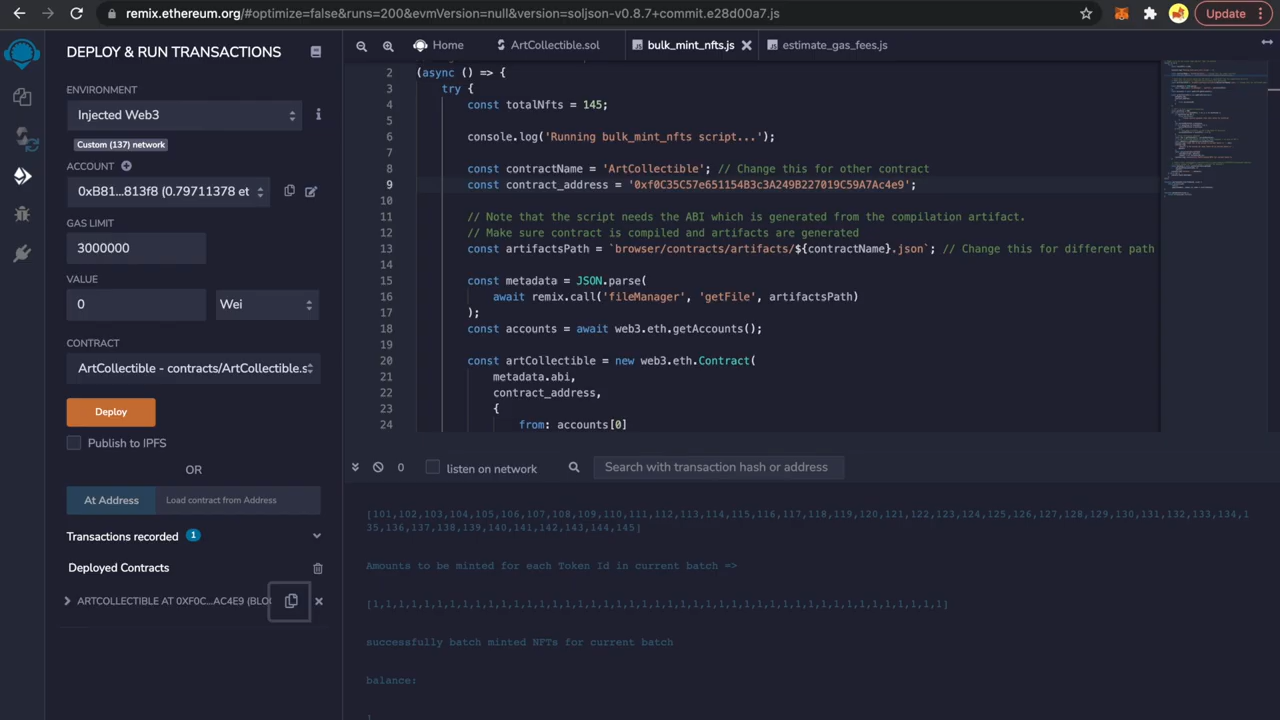 remix.ethereum.org/#optimize=false&runs=200&evmVersion=null&version=soljson-v0.8.7+commit.e28d00a7.js
Update
DEPLOY & RUN TRANSACTIONS
ENVIRONMENT
Injected Web3
Custom (137) network
ACCOUNT
0xB81...813f8 (0.79711378 et
GAS LIMIT
3000000
VALUE
0
Wei
CONTRACT
ArtCollectible - contracts/ArtCollectible.s
Deploy
Publish to IPFS
OR
At Address
Load contract from Address
Transactions recorded 1
Deployed Contracts
ARTCOLLECTIBLE AT 0XF0C...AC4E9 (BLOC
Home ArtCollectible.sol bulk_mint_nfts.js estimate_gas_fees.js
2 (async () => {
3 try {
4 const totalNfts = 145;
5
6 console.log('Running bulk_mint_nfts script...');
7
8 const contractName = 'ArtCollectible'; // Change this for other contract
9 const contract_address = '0xf0C35C57e651154B3c3A249B227019C59A7Ac4e9';
10
11 // Note that the script needs the ABI which is generated from the compilation artifact.
12 // Make sure contract is compiled and artifacts are generated
13 const artifactsPath = `browser/contracts/artifacts/${contractName}.json`; // Change this for different path
14
15 const metadata = JSON.parse(
16 await remix.call('fileManager', 'getFile', artifactsPath)
17 );
18 const accounts = await web3.eth.getAccounts();
19
20 const artCollectible = new web3.eth.Contract(
21 metadata.abi,
22 contract_address,
23 {
24 from: accounts[0]
0 listen on network Search with transaction hash or address
[101,102,103,104,105,106,107,108,109,110,111,112,113,114,115,116,117,118,119,120,121,122,123,124,125,126,127,128,129,130,131,132,133,134,1
35,136,137,138,139,140,141,142,143,144,145]
Amounts to be minted for each Token Id in current batch =>
[1,1,1,1,1,1,1,1,1,1,1,1,1,1,1,1,1,1,1,1,1,1,1,1,1,1,1,1,1,1,1,1,1,1,1,1,1,1,1,1,1,1,1,1,1]
successfully batch minted NFTs for current batch
balance: